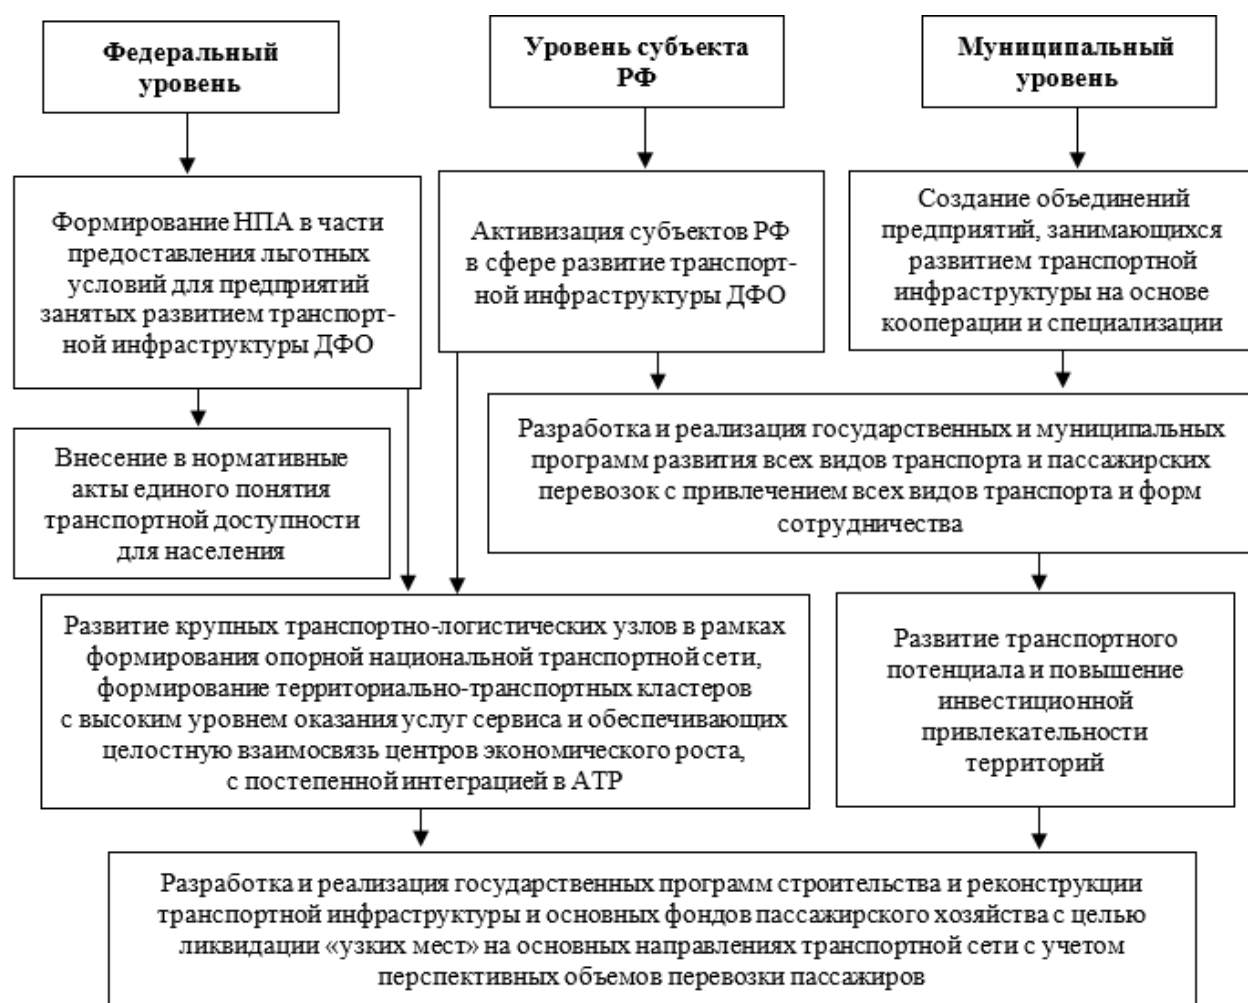 Федеральный
уровень
Уровень субъекта
РФ
Муниципальный
уровень
Формирование НПА в части
предоставления льготных
условий для предприятий
занятых развитием транспорт-
ной инфраструктуры ДФО
Активизация субъектов РФ
в сфере развитие транспорт-
ной инфраструктуры ДФО
Создание объединений
предприятий, занимающихся
развитием транспортной
инфраструктуры на основе
кооперации и специализации
Внесение в нормативные
акты единого понятия
транспортной доступности
для населения
Разработка и реализация государственных и муниципальных
программ развития всех видов транспорта и пассажирских
перевозок с привлечением всех видов транспорта и форм
сотрудничества
Развитие крупных транспортно-логистических узлов в рамках
формирования опорной национальной транспортной сети,
формирование территориально-транспортных кластеров
с высоким уровнем оказания услуг сервиса и обеспечивающих
целостную взаимосвязь центров экономического роста,
с постепенной интеграцией в АТР
Развитие транспортного
потенциала и повышение
инвестиционной
привлекательности
территорий
Разработка и реализация государственных программ строительства и реконструкции
транспортной инфраструктуры и основных фондов пассажирского хозяйства с целью
ликвидации «узких мест» на основных направлениях транспортной сети с учетом
перспективных объемов перевозки пассажиров